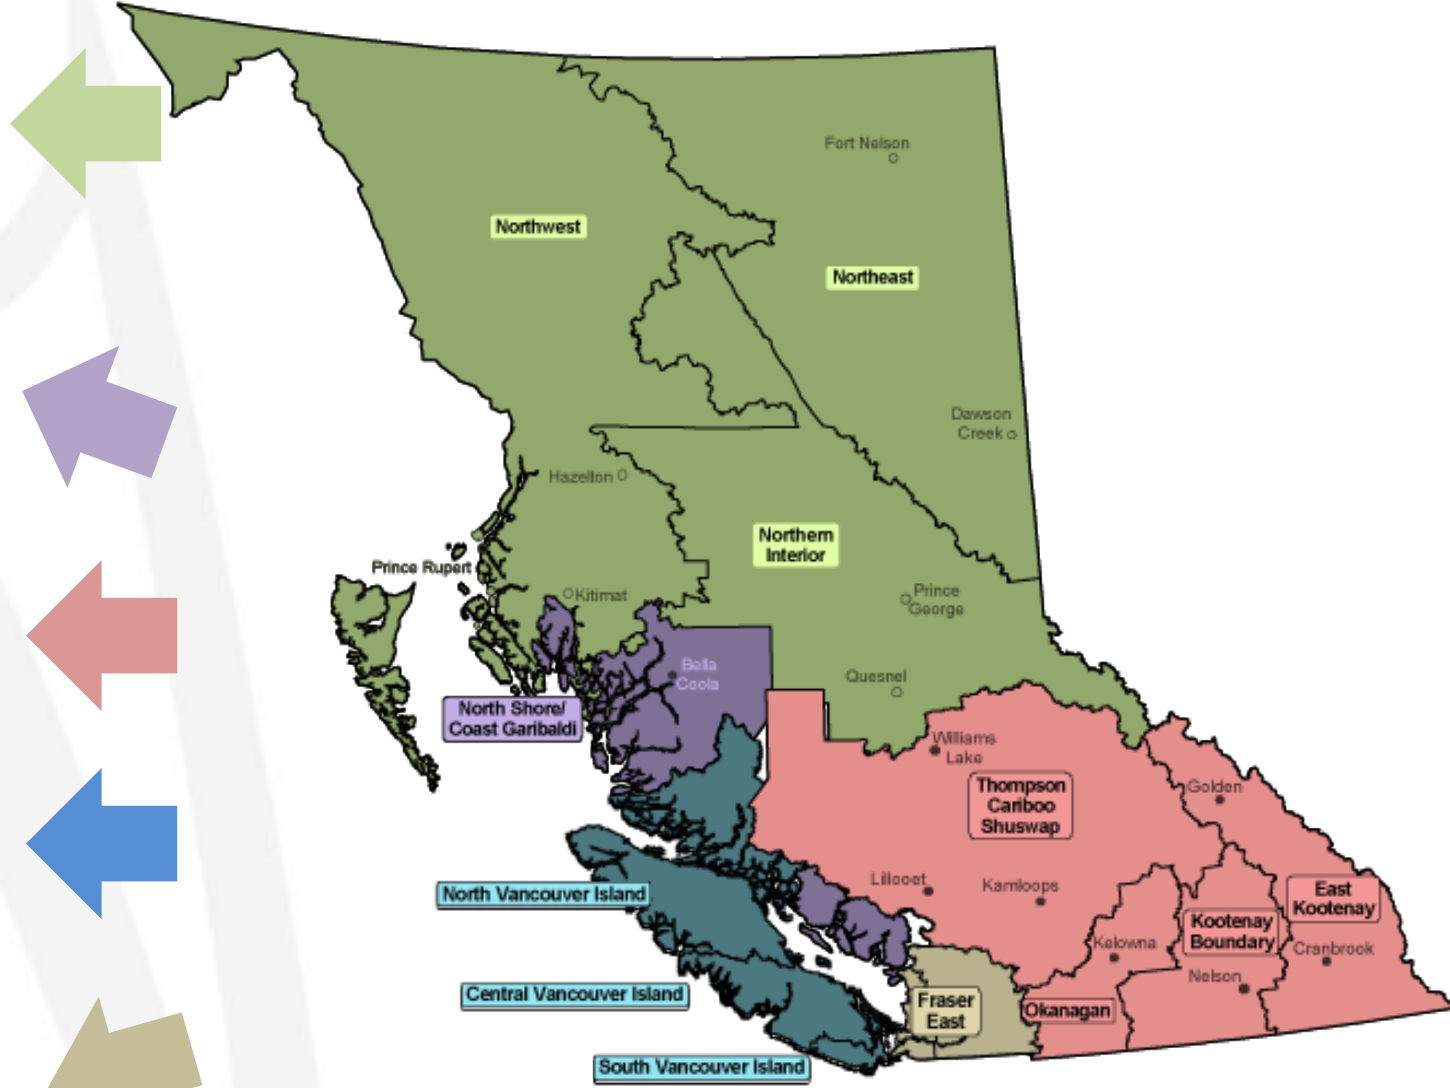 Fort Nelson
Northwest
Northeast
Dawson
Creek
Hazelton
Northern
Interior
Prince Rupert
Kitimat
Prince
George
Bella
Coola
Quesnel
North Shore/
Coast Garibaldi
Williams
Lake
Thompson
Cariboo
Shuswap
Golden
North Vancouver Island
Lillooet
Kamloops
East
Kootenay
Kootenay
Boundary
Kelowna
Cranbrook
Nelson
Central Vancouver Island
Fraser
East
Okanagan
South Vancouver Island